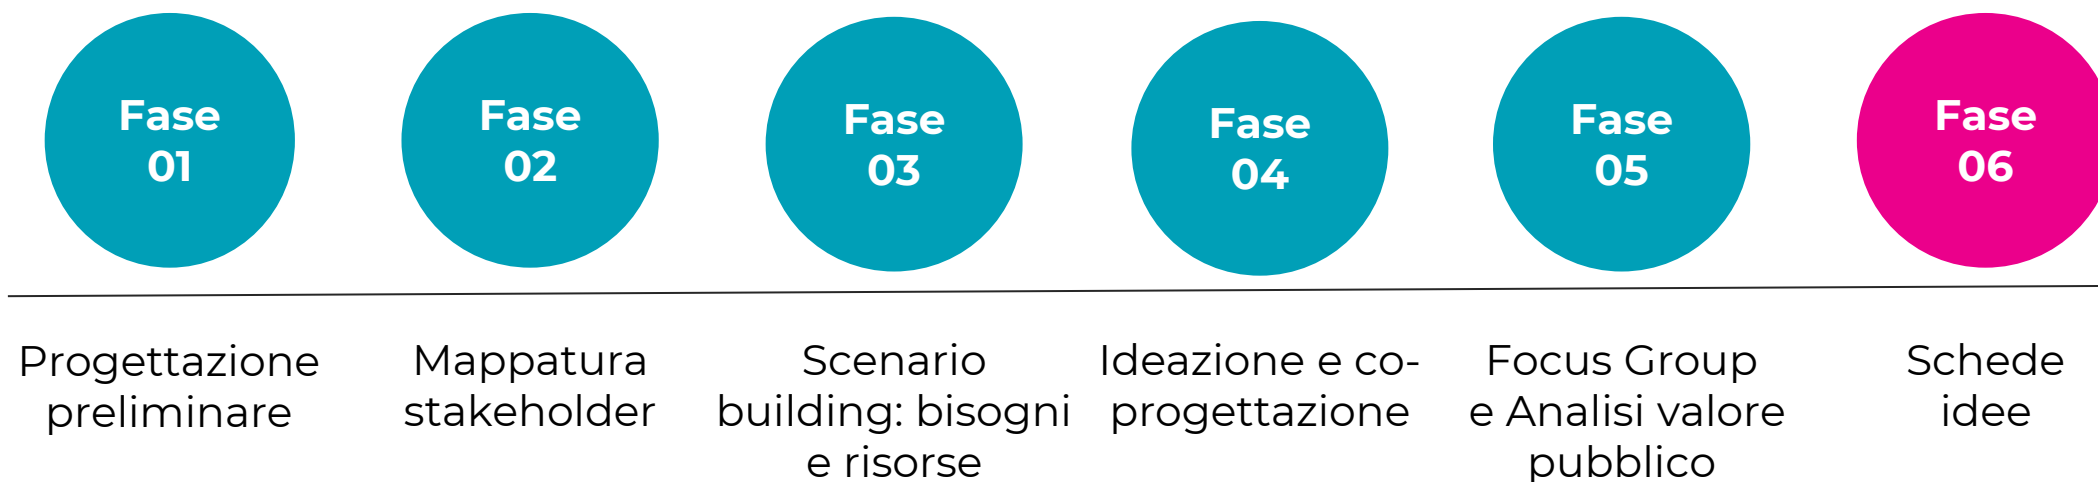 Fase
01
Fase
02
Fase
03
Fase
04
Fase
05
Fase
06
Progettazione
preliminare
Mappatura
stakeholder
Scenario
building: bisogni
e risorse
Ideazione e co-
progettazione
Focus Group
e Analisi valore
pubblico
Schede
idee